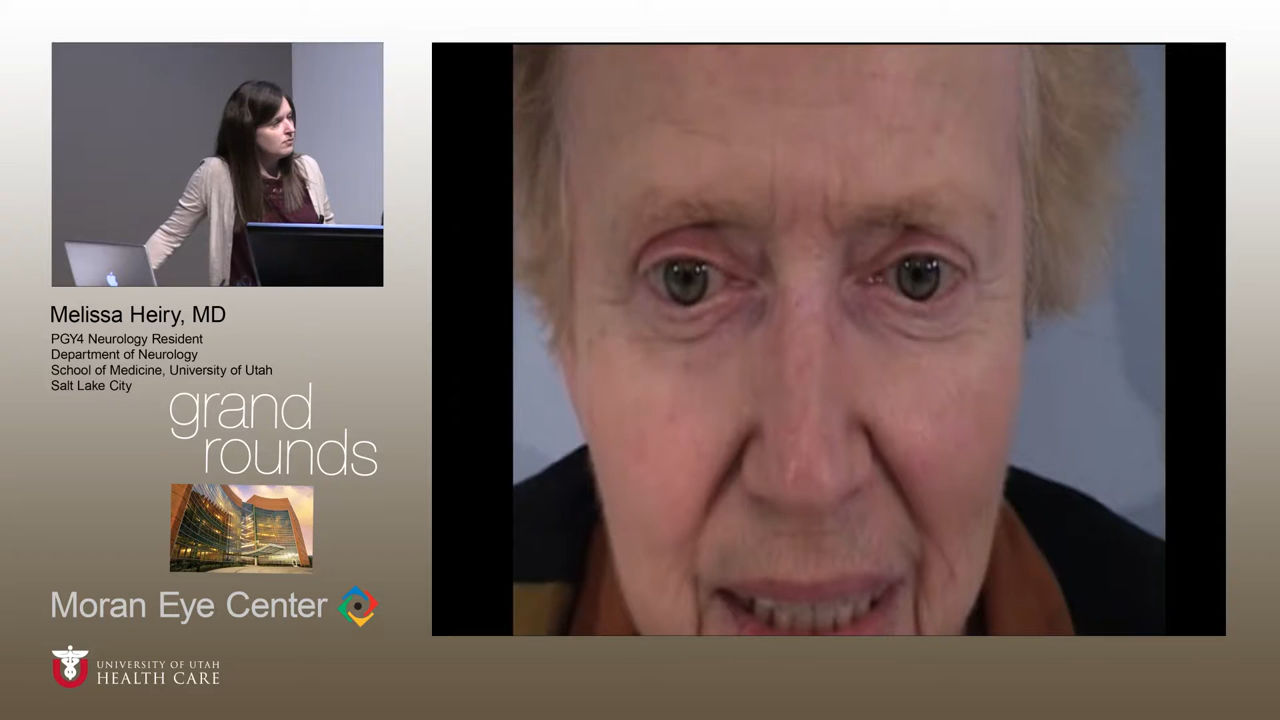 Melissa Heiry, MD
PGY4 Neurology Resident
Department of Neurology
School of Medicine, University of Utah
Salt Lake City
grand
rounds
Moran Eye Center
UNIVERSITY OF UTAH
HEALTH CARE